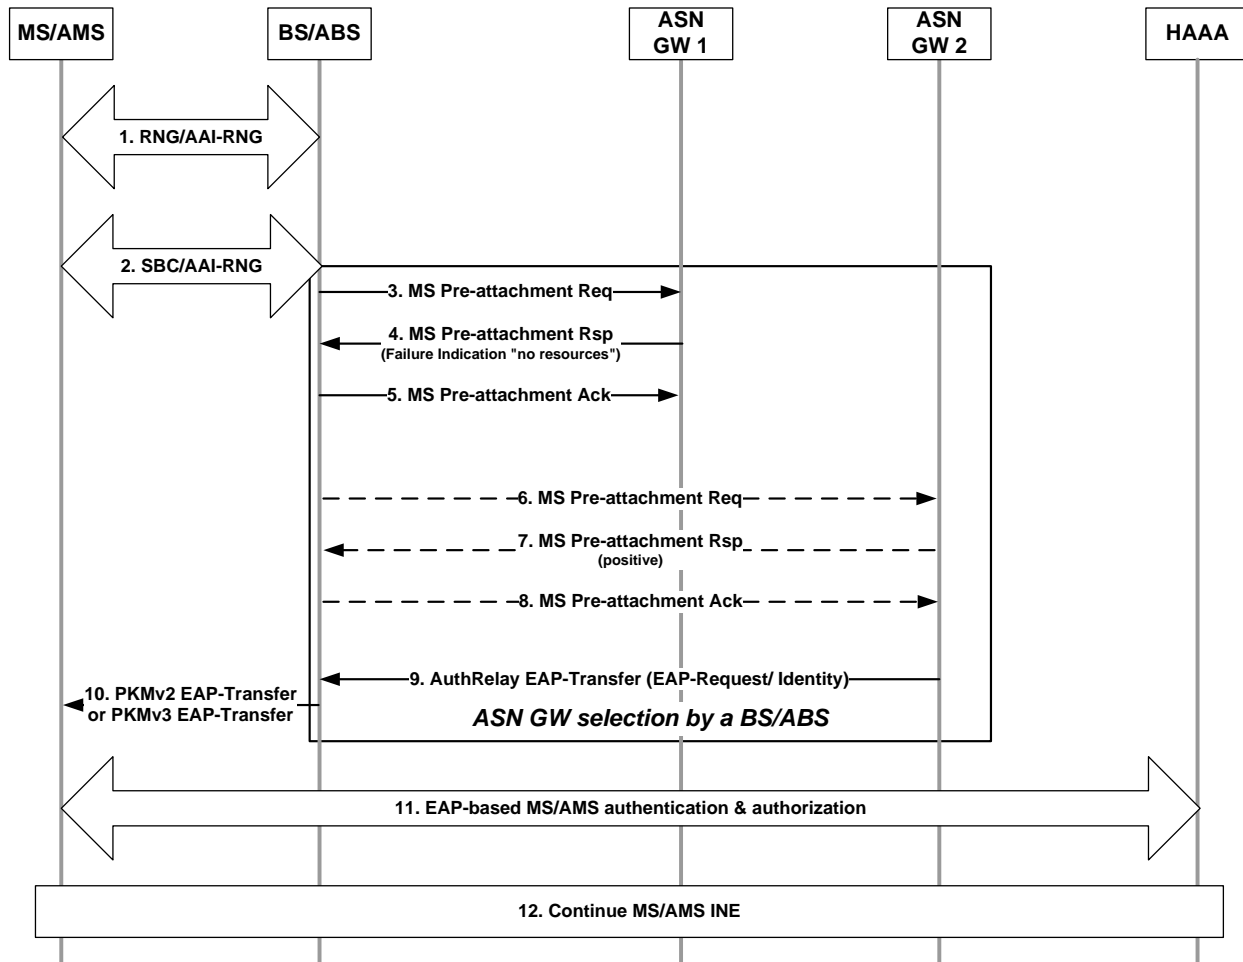 MS/AMS
BS/ABS
ASN
GW 1
ASN
GW 2
HAAA
1. RNG/AAI-RNG
2. SBC/AAI-RNG
3. MS Pre-attachment Req
4. MS Pre-attachment Rsp
(Failure Indication "no resources")
5. MS Pre-attachment Ack
6. MS Pre-attachment Req
7. MS Pre-attachment Rsp
(positive)
8. MS Pre-attachment Ack
9. AuthRelay EAP-Transfer (EAP-Request/ Identity)
10. PKMv2 EAP-Transfer
or PKMv3 EAP-Transfer
ASN GW selection by a BS/ABS
11. EAP-based MS/AMS authentication & authorization
12. Continue MS/AMS INE